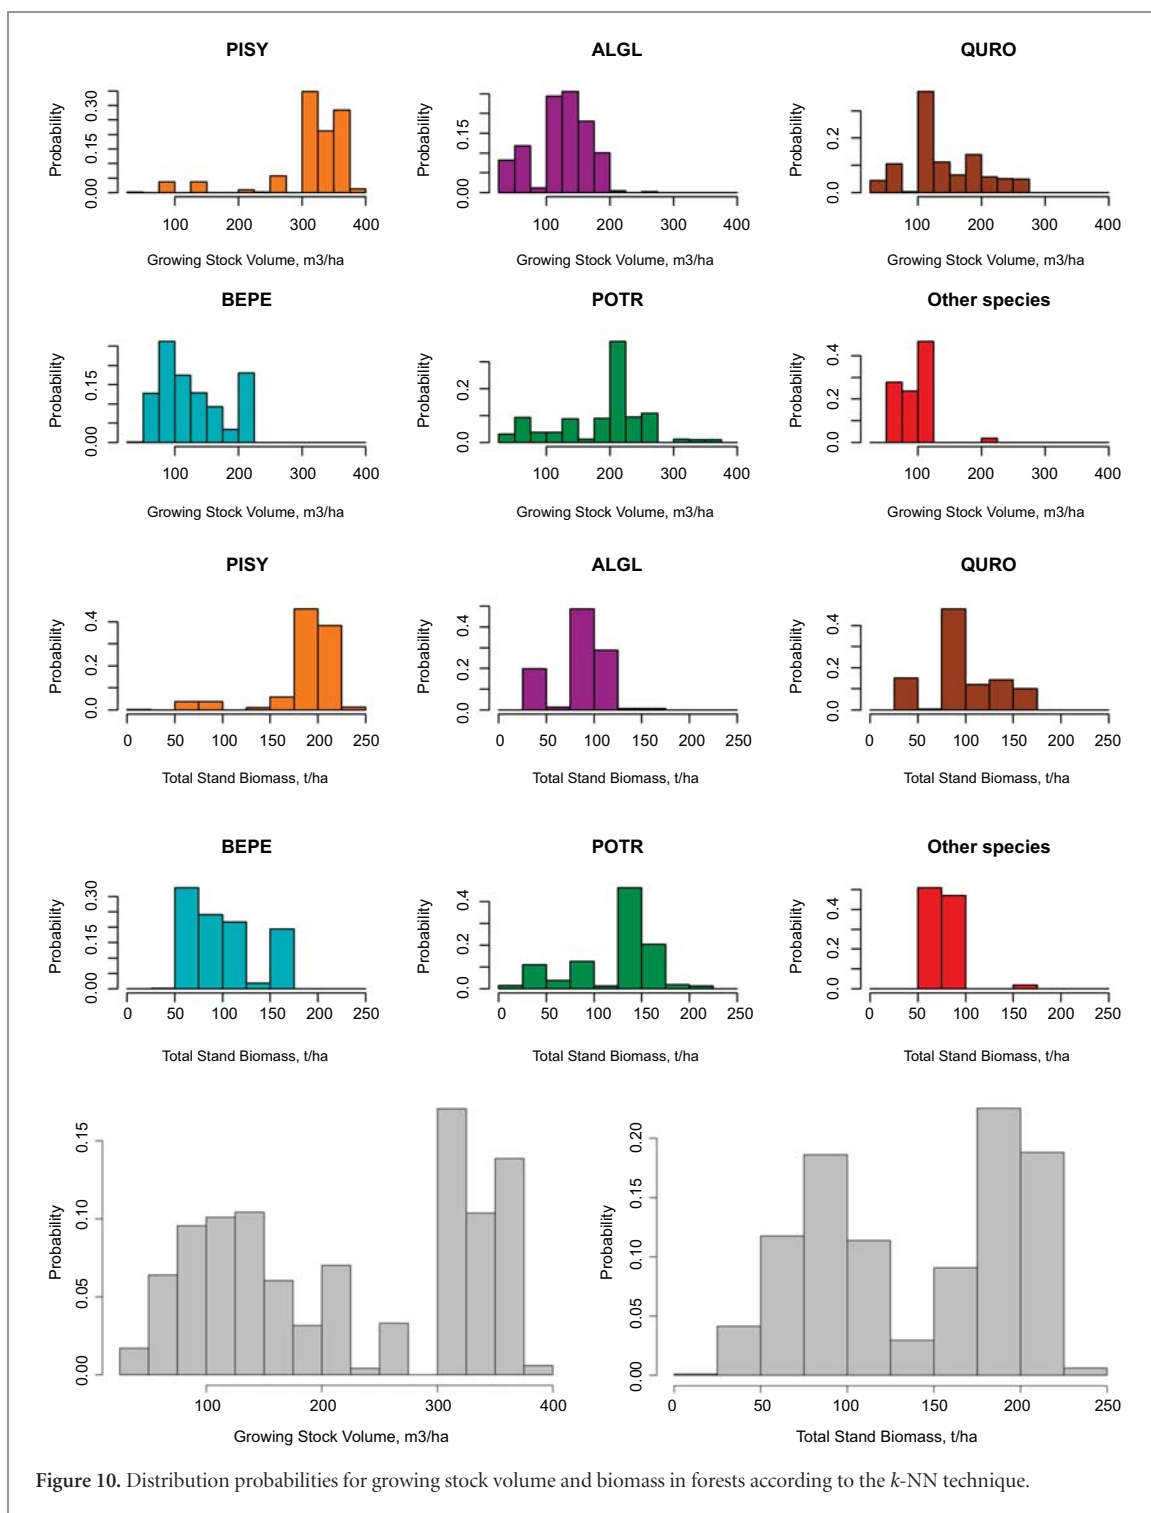 PISY ALGL QURO
Probability 0.00 0.15 0.30 Probability 0.00 0.15 Probability 0.0 0.2
100 200 300 400 100 200 300 400 100 200 300 400
Growing Stock Volume, m3/ha Growing Stock Volume, m3/ha Growing Stock Volume, m3/ha
BEPE POTR Other species
Probability 0.00 0.15 Probability 0.0 0.2 Probability 0.0 0.2 0.4
100 200 300 400 100 200 300 400 100 200 300 400
Growing Stock Volume, m3/ha Growing Stock Volume, m3/ha Growing Stock Volume, m3/ha
PISY ALGL QURO
Probability 0.0 0.2 0.4 Probability 0.0 0.2 0.4 Probability 0.0 0.2 0.4
0 50 100 150 200 250 0 50 100 150 200 250 0 50 100 150 200 250
Total Stand Biomass, t/ha Total Stand Biomass, t/ha Total Stand Biomass, t/ha
BEPE POTR Other species
Probability 0.00 0.15 0.30 Probability 0.0 0.2 0.4 Probability 0.0 0.2 0.4
0 50 100 150 200 250 0 50 100 150 200 250 0 50 100 150 200 250
Total Stand Biomass, t/ha Total Stand Biomass, t/ha Total Stand Biomass, t/ha
Probability 0.00 0.05 0.10 0.15 Probability 0.00 0.05 0.10 0.15 0.20
100 200 300 400 0 50 100 150 200 250
Growing Stock Volume, m3/ha Total Stand Biomass, t/ha
Figure 10. Distribution probabilities for growing stock volume and biomass in forests according to the k-NN technique.